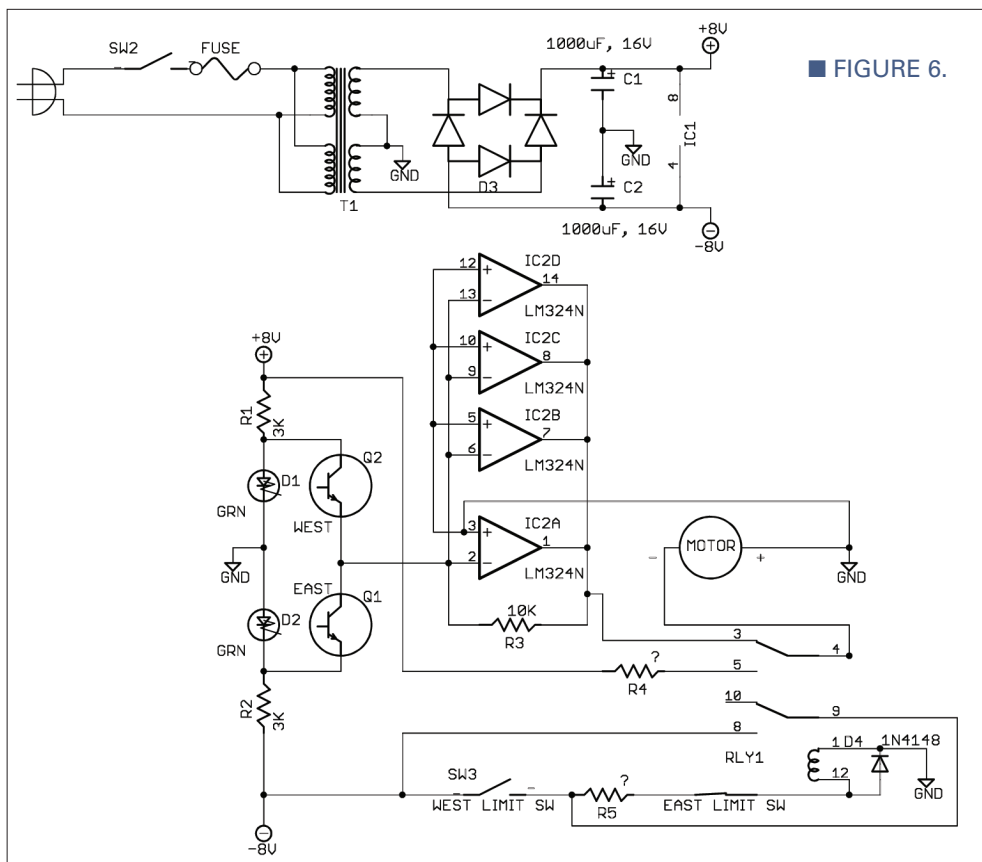 ■ FIGURE 6.
SW2
FUSE
1000uF, 16V
+8V
C1
8
IC1
4
GND
GND
D3
C2
T1
1000uF, 16V
-8V
12 + IC2D
14
13 -
LM324N
10 + IC2C
8
9 -
LM324N
5 + IC2B
7
6 -
LM324N
3 + IC2A
1
2 -
LM324N
+8V
R1
3K
Q2
D1
GRN
WEST
GND
EAST
Q1
D2
GRN
R2
3K
-8V
10K
R3
- MOTOR +
GND
3
4
?
5
R4
10
9
8
RLY1
1 D4 1N4148
12
GND
SW3
WEST LIMIT SW
?
R5
EAST LIMIT SW